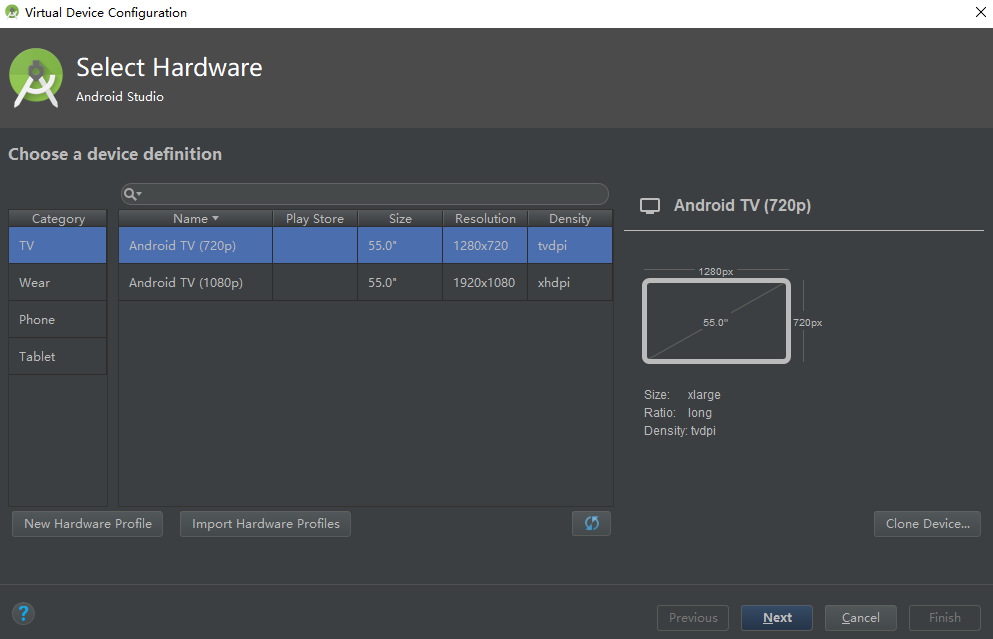 Virtual Device Configuration
Select Hardware
Android Studio
Choose a device definition
Category
Name Play Store Size Resolution Density
TV
Android TV (720p) 55.0" 1280x720 tvdpi
Wear
Android TV (1080p) 55.0" 1920x1080 xhdpi
Phone
Tablet
Android TV (720p)
1280px
55.0"
720px
Size: xlarge
Ratio: long
Density: tvdpi
New Hardware Profile Import Hardware Profiles Clone Device...
? Previous Next Cancel Finish